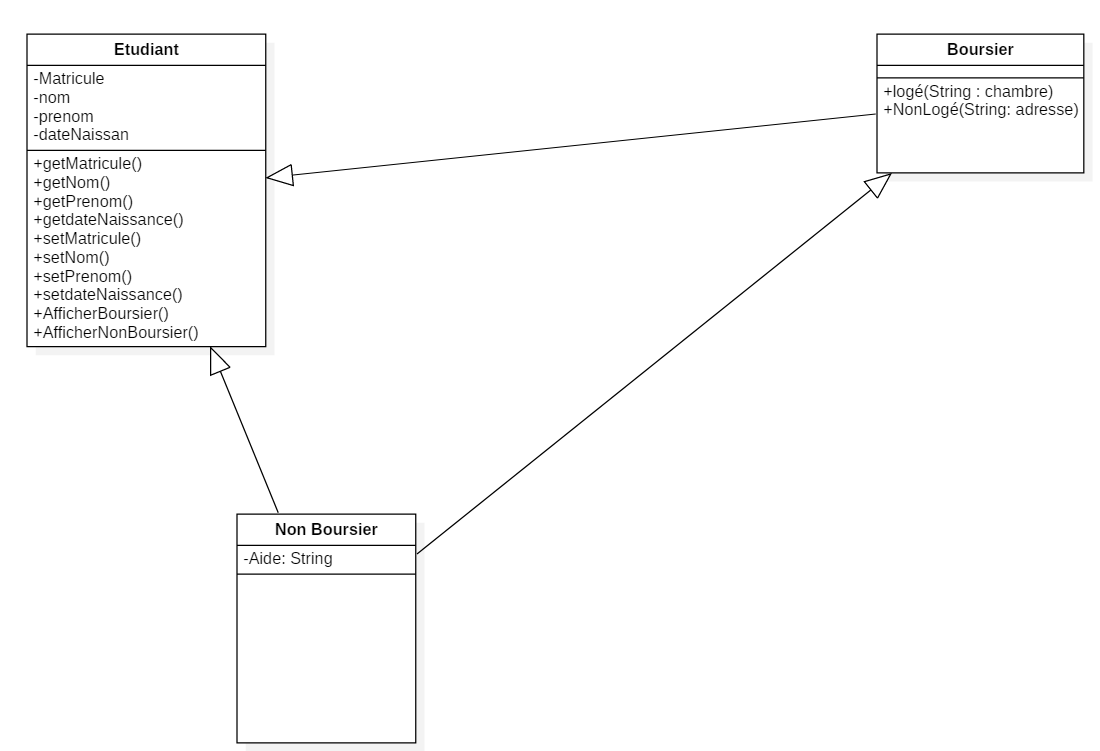 Etudiant
-Matricule
-nom
-prenom
-dateNaissan
+getMatricule()
+getNom()
+getPrenom()
+getdateNaissance()
+setMatricule()
+setNom()
+setPrenom()
+setdateNaissance()
+AfficherBoursier()
+AfficherNonBoursier()
Boursier
+logé(String : chambre)
+NonLogé(String: adresse)
Non Boursier
-Aide: String